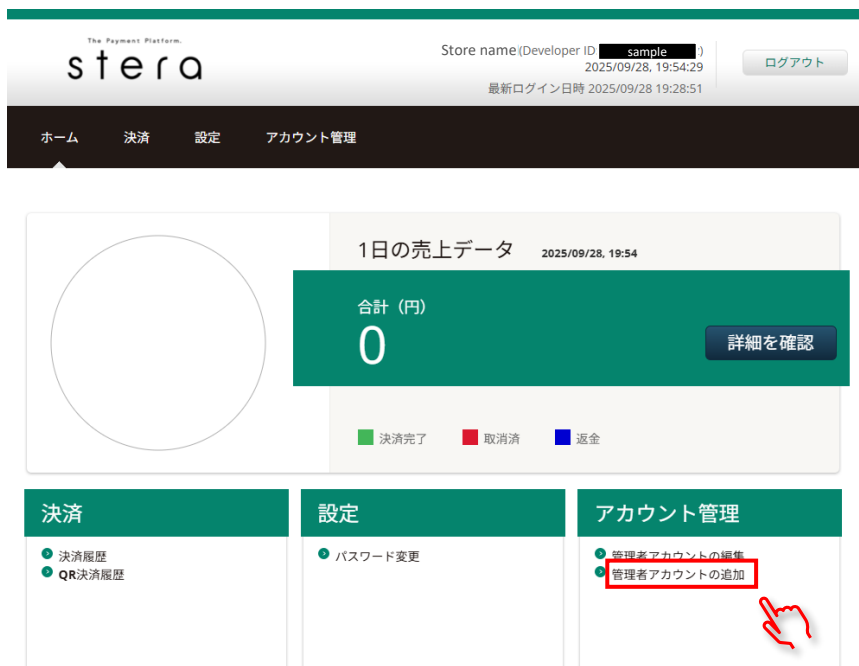 The Payment Platform.
stera
Store name (Developer ID sample :)
2025/09/28, 19:54:29
最新ログイン日時 2025/09/28 19:28:51
ログアウト
ホーム 決済 設定 アカウント管理
1日の売上データ 2025/09/28, 19:54
合計（円）
0
詳細を確認
決済完了 取消済 返金
決済
決済履歴
QR決済履歴
設定
パスワード変更
アカウント管理
管理者アカウントの編集
管理者アカウントの追加